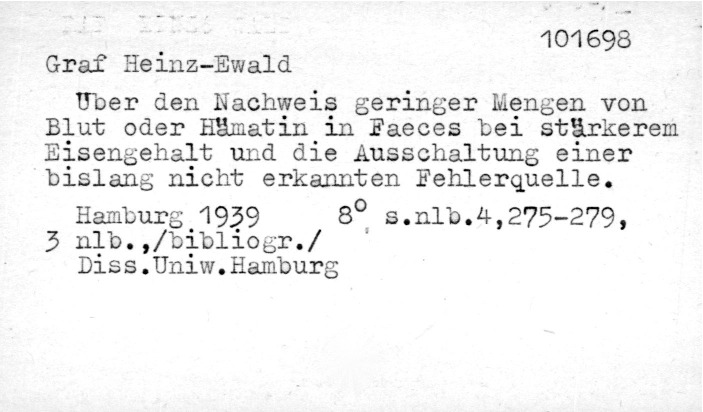 101698
Graf Heinz-Ewald
Über den Nachweis geringer Mengen von
Blut oder Hämatin in Faeces bei stärkerem
Eisengehalt und die Ausschaltung einer
bislang nicht erkannten Fehlerquelle.
Hamburg 1939 8° s.nlb.4,275-279,
3 nlb.,/bibliogr./
Diss.Uniw.Hamburg